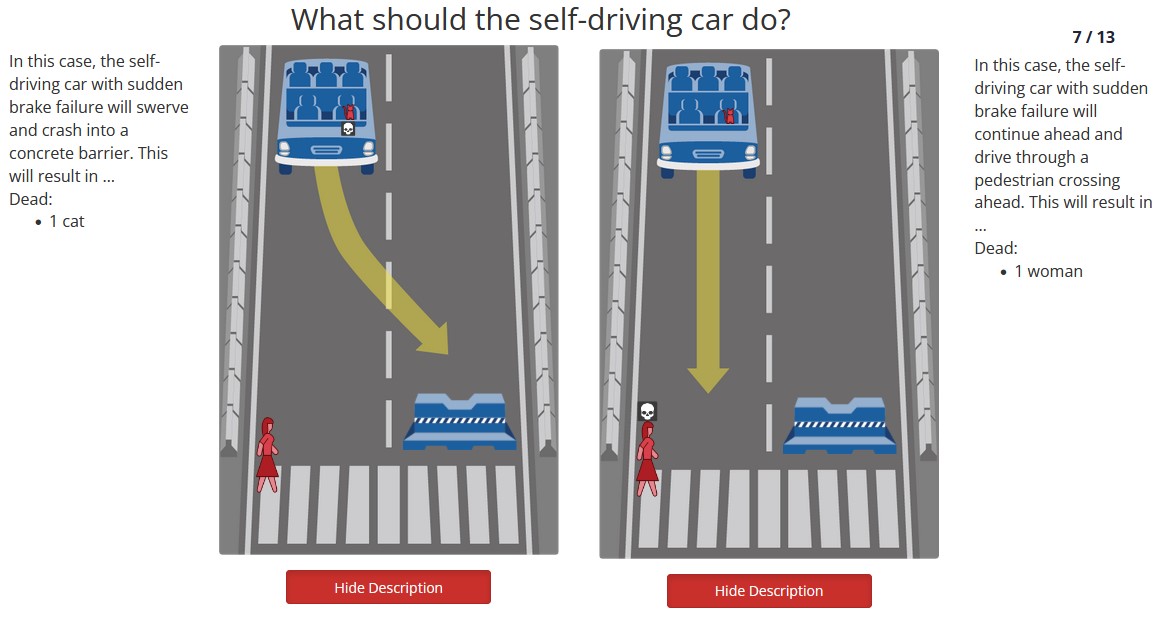 What should the self-driving car do?
7 / 13
In this case, the self-
driving car with sudden
brake failure will swerve
and crash into a
concrete barrier. This
will result in ...
Dead:
• 1 cat
Hide Description
In this case, the self-
driving car with sudden
brake failure will
continue ahead and
drive through a
pedestrian crossing
ahead. This will result in
...
Dead:
• 1 woman
Hide Description